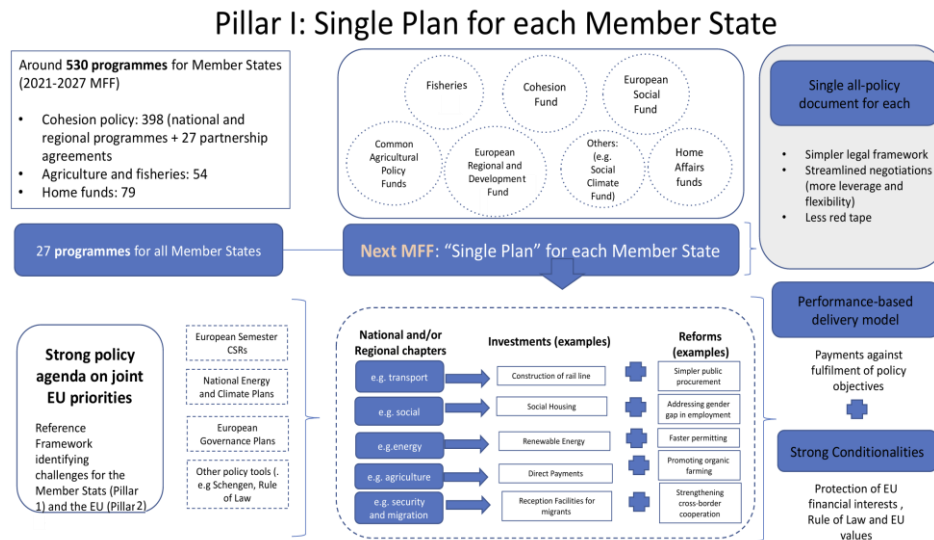 Pillar I: Single Plan for each Member State
Around 530 programmes for Member States
(2021-2027 MFF)
• Cohesion policy: 398 (national and
regional programmes + 27 partnership
agreements
• Agriculture and fisheries: 54
• Home funds: 79
Fisheries
Cohesion
Fund
European
Social
Fund
Common
Agricultural
Policy
Funds
European
Regional and
Development
Fund
Others:
(e.g.
Social
Climate
Fund)
Home
Affairs
funds
Single all-policy
document for each
• Simpler legal framework
• Streamlined negotiations
(more leverage and
flexibility)
• Less red tape
27 programmes for all Member States
Next MFF: “Single Plan” for each Member State
Strong policy
agenda on joint
EU priorities
Reference
Framework
identifying
challenges for the
Member Stats (Pillar
1) and the EU (Pillar 2)
European Semester
CSRs
National Energy
and Climate Plans
European
Governance Plans
Other policy tools (.
e.g Schengen, Rule
of Law
National and/or
Regional chapters
Investments (examples)
Reforms
(examples)
e.g. transport
Construction of rail line
Simpler public
procurement
e.g. social
Social Housing
Addressing gender
gap in employment
e.g.energy
Renewable Energy
Faster permitting
e.g. agriculture
Direct Payments
Promoting organic
farming
e.g. security
and migration
Reception Facilities for
migrants
Strengthening
cross-border
cooperation
Performance-based
delivery model
Payments against
fulfilment of policy
objectives
Strong Conditionalities
Protection of EU
financial interests ,
Rule of Law and EU
values